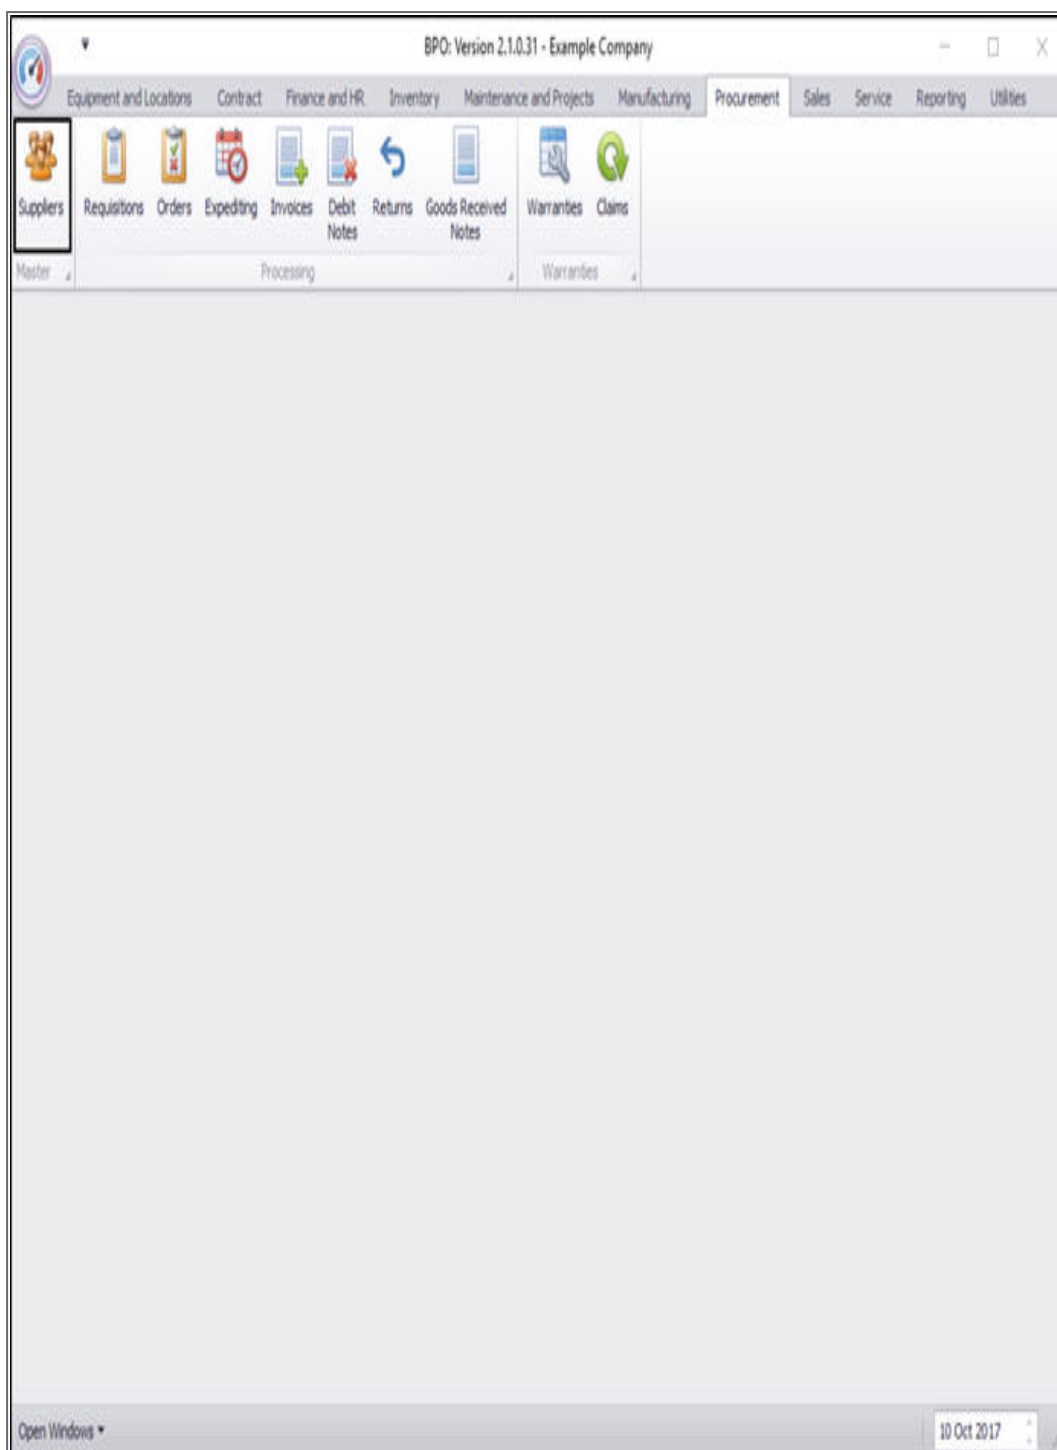 BPO: Version 2.1.0.31 - Example Company
Equipment and Locations Contract Finance and HR Inventory Maintenance and Projects Manufacturing Procurement Sales Service Reporting Utilities
Suppliers Requisitions Orders Expediting Invoices Debit Notes Returns Goods Received Notes Warranties Claims
Master Processing Warranties
Open Windows 10 Oct 2017